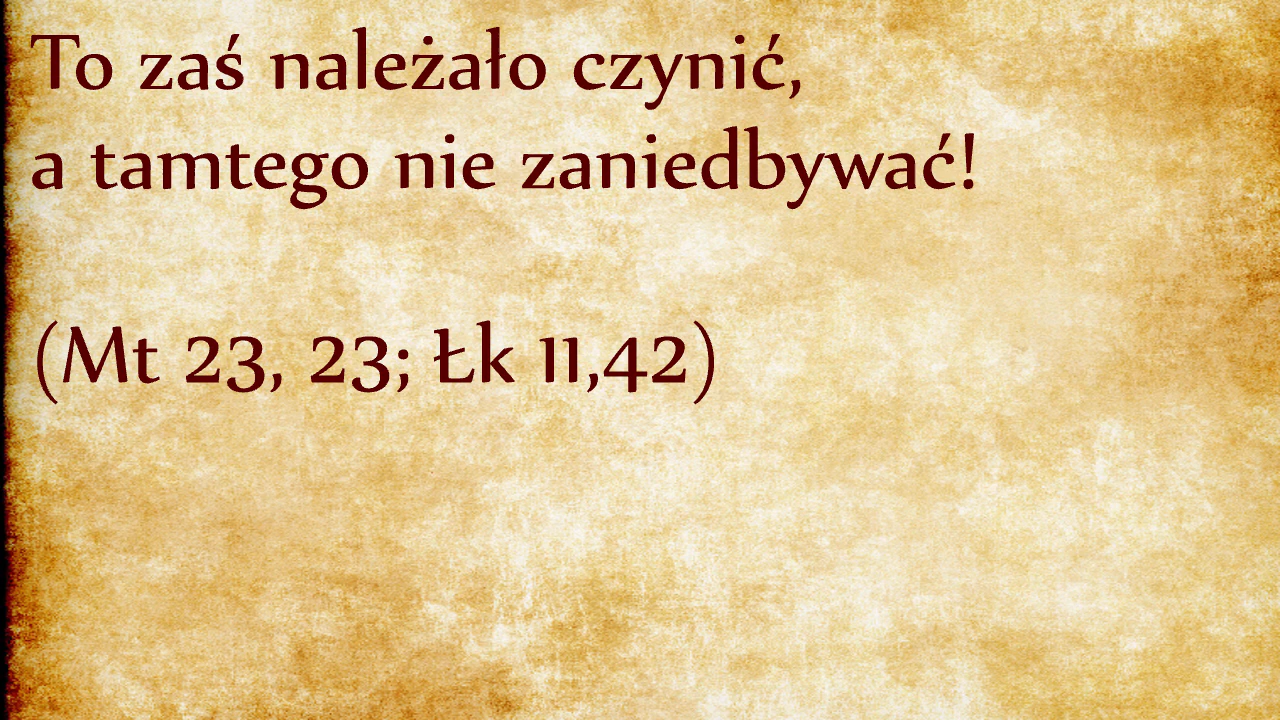 To zaś należało czynić,
a tamtego nie zaniedbywać!
(Mt 23, 23; Łk 11,42)